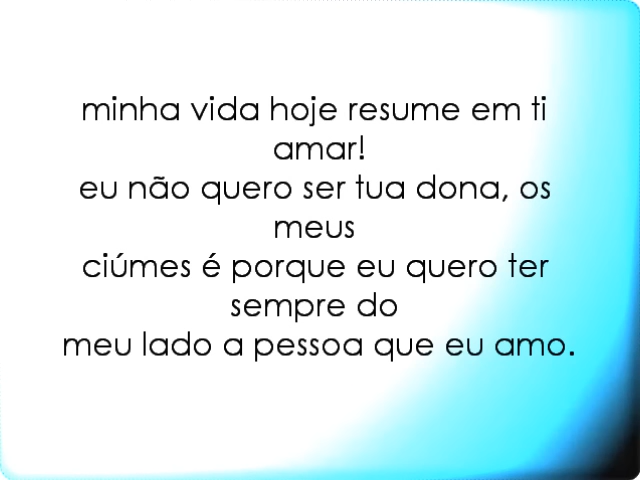 minha vida hoje resume em ti
amar!
eu não quero ser tua dona, os
meus
ciúmes é porque eu quero ter
sempre do
meu lado a pessoa que eu amo.